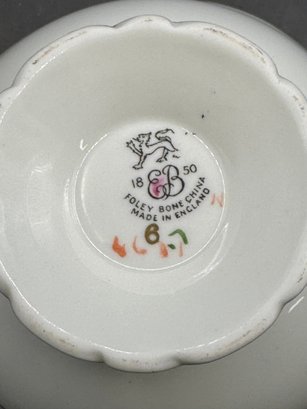 18 EB 50
FOLEY BONE CHINA
MADE IN ENGLAND
6